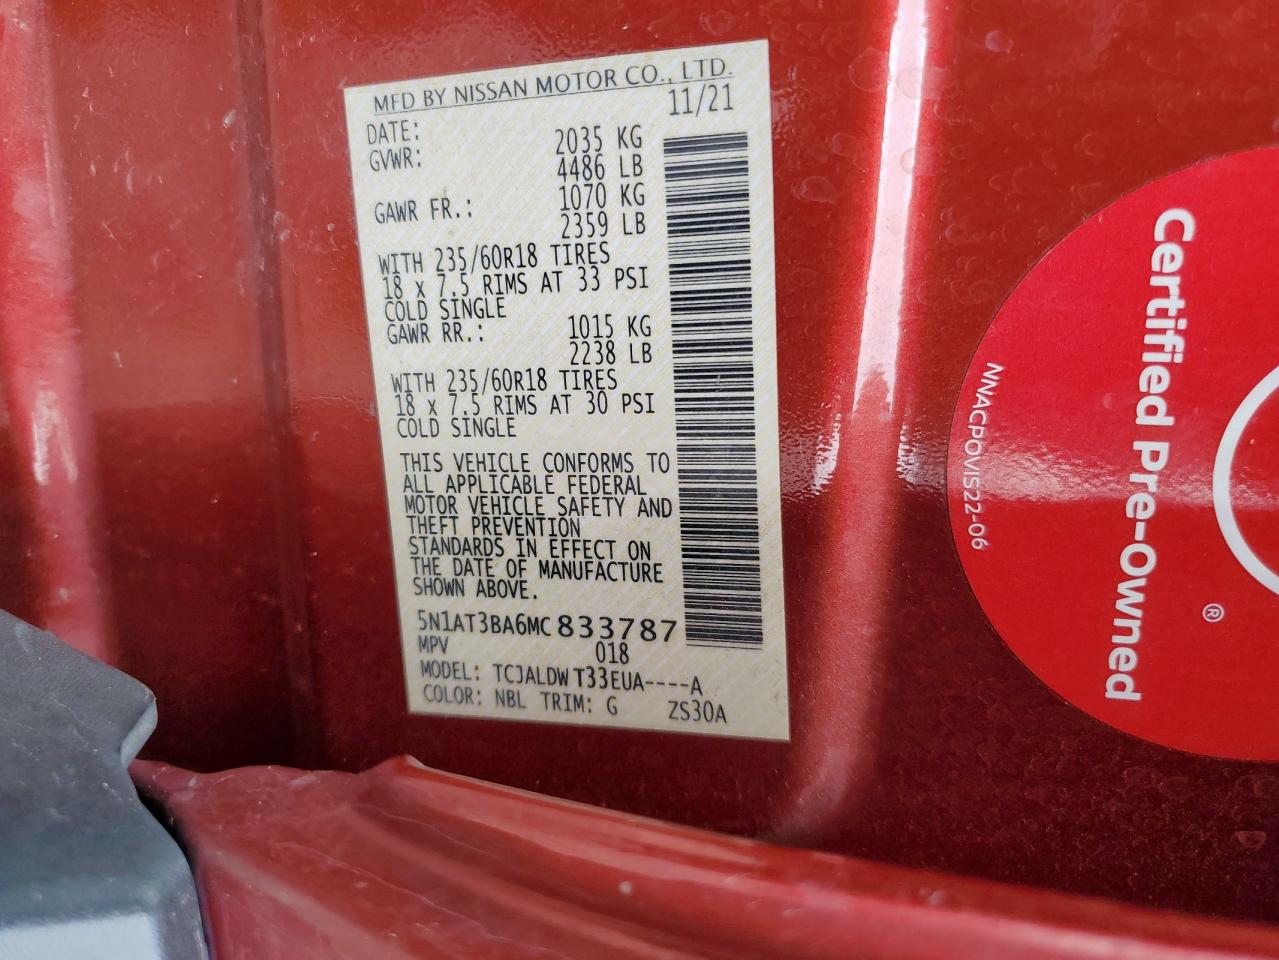 MFD BY NISSAN MOTOR CO., LTD.
DATE: 11/21
GVWR: 2035 KG
4486 LB
GAWR FR.: 1070 KG
2359 LB
WITH 235/60R18 TIRES
18 x 7.5 RIMS AT 33 PSI
COLD SINGLE
GAWR RR.: 1015 KG
2238 LB
WITH 235/60R18 TIRES
18 x 7.5 RIMS AT 30 PSI
COLD SINGLE
THIS VEHICLE CONFORMS TO
ALL APPLICABLE FEDERAL
MOTOR VEHICLE SAFETY AND
THEFT PREVENTION
STANDARDS IN EFFECT ON
THE DATE OF MANUFACTURE
SHOWN ABOVE.
5N1AT3BA6MC833787
MPV 018
MODEL: TCJALDWT33EUA----A
COLOR: NBL TRIM: G ZS30A
Certified Pre-Owned
®
NNACPOVIS22-06